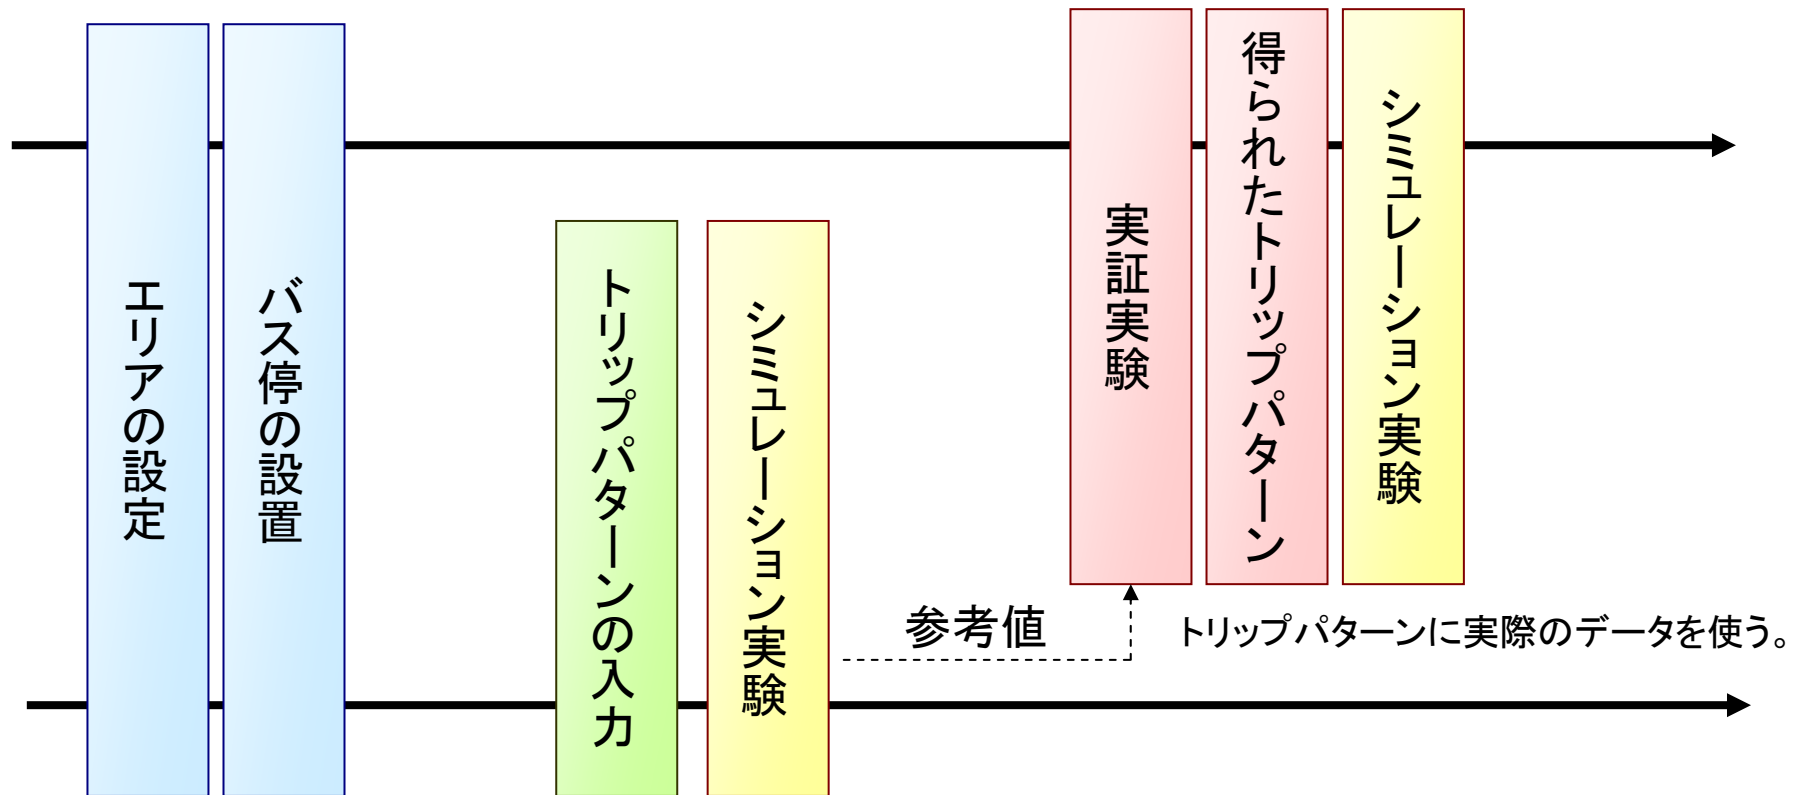 エリアの設定
バス停の設置
トリップパターンの入力
シミュレーション実験
参考値
実証実験
得られたトリップパターン
シミュレーション実験
トリップパターンに実際のデータを使う。